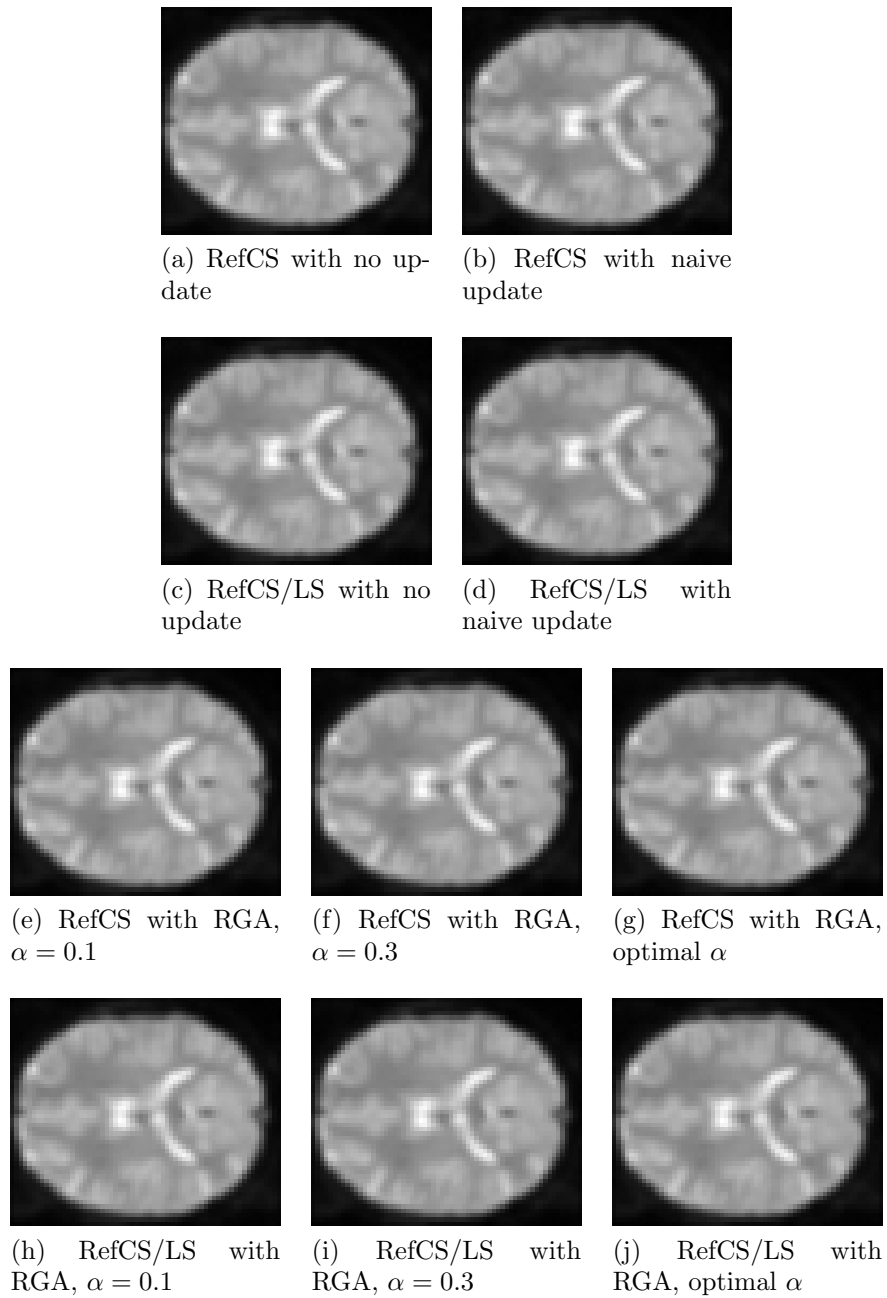 (a) RefCS with no up-
date
(b) RefCS with naive
update
(c) RefCS/LS with no
update
(d) RefCS/LS with
naive update
(e) RefCS with RGA,
α = 0.1
(f) RefCS with RGA,
α = 0.3
(g) RefCS with RGA,
optimal α
(h) RefCS/LS with
RGA, α = 0.1
(i) RefCS/LS with
RGA, α = 0.3
(j) RefCS/LS with
RGA, optimal α